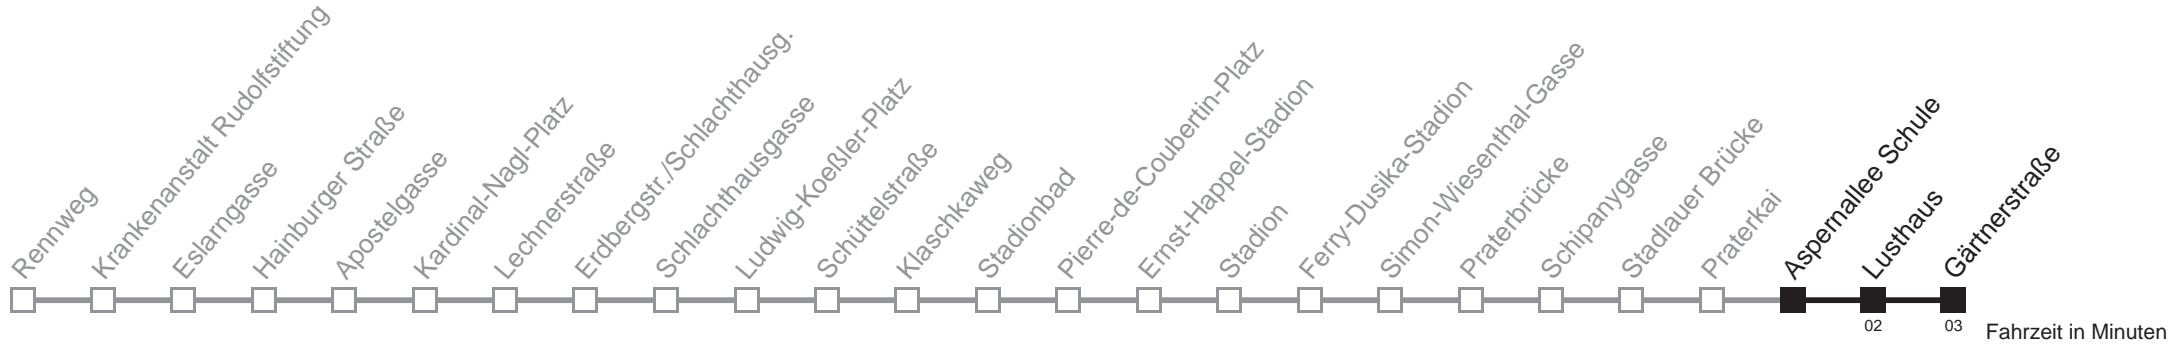 Rennweg
Krankenanstalt Rudolfstiftung
Eslarngasse
Hainburger Straße
Apostelgasse
Kardinal-Nagl-Platz
Lechnerstraße
Erdbergstr./Schlachthausg.
Schlachthausgasse
Ludwig-Koeßler-Platz
Schüttelstraße
Klaschkaweg
Stadionbad
Pierre-de-Coubertin-Platz
Ernst-Happel-Stadion
Stadion
Ferry-Dusika-Stadion
Simon-Wiesenthal-Gasse
Praterbrücke
Schipanygasse
Stadlauer Brücke
Praterkai
Aspernallee Schule
Lusthaus
Gärtnerstraße
02
03
Fahrzeit in Minuten